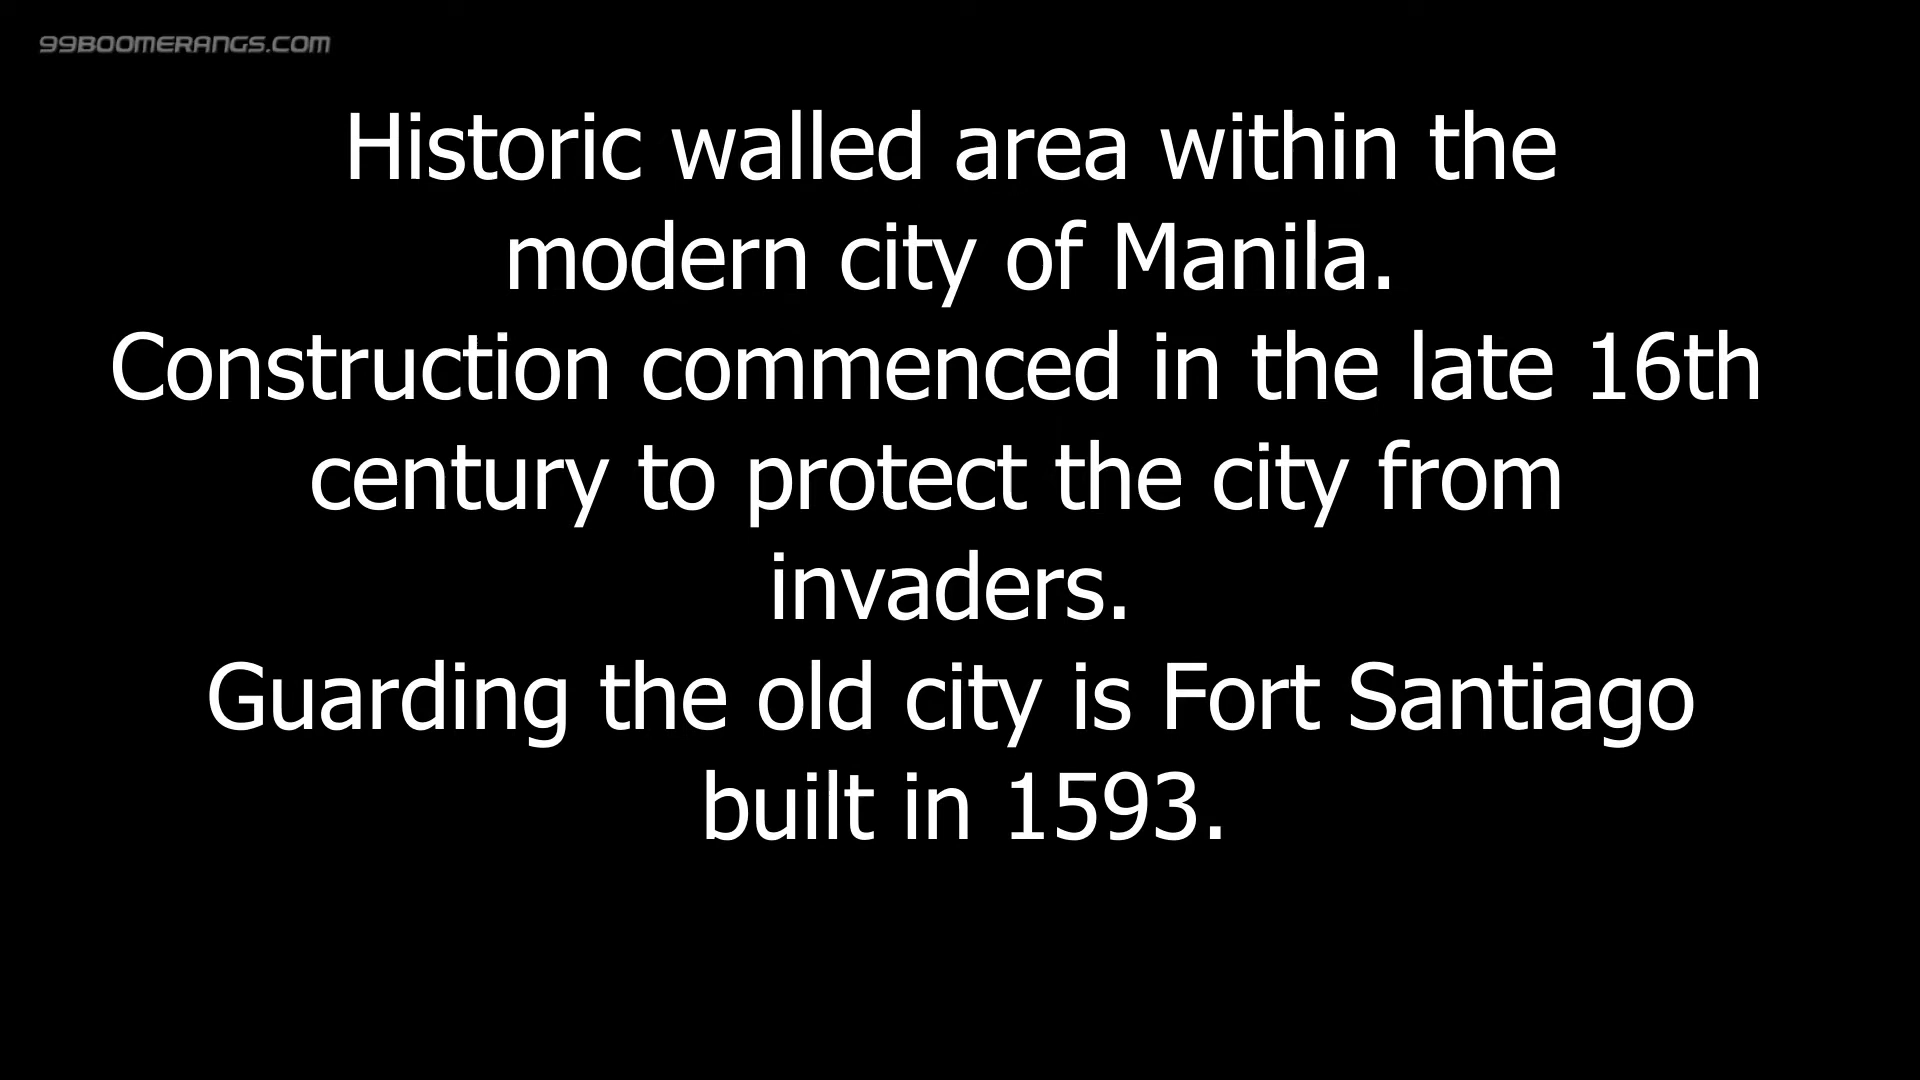 99BOOMERANGS.COM
Historic walled area within the
modern city of Manila.
Construction commenced in the late 16th
century to protect the city from
invaders.
Guarding the old city is Fort Santiago
built in 1593.